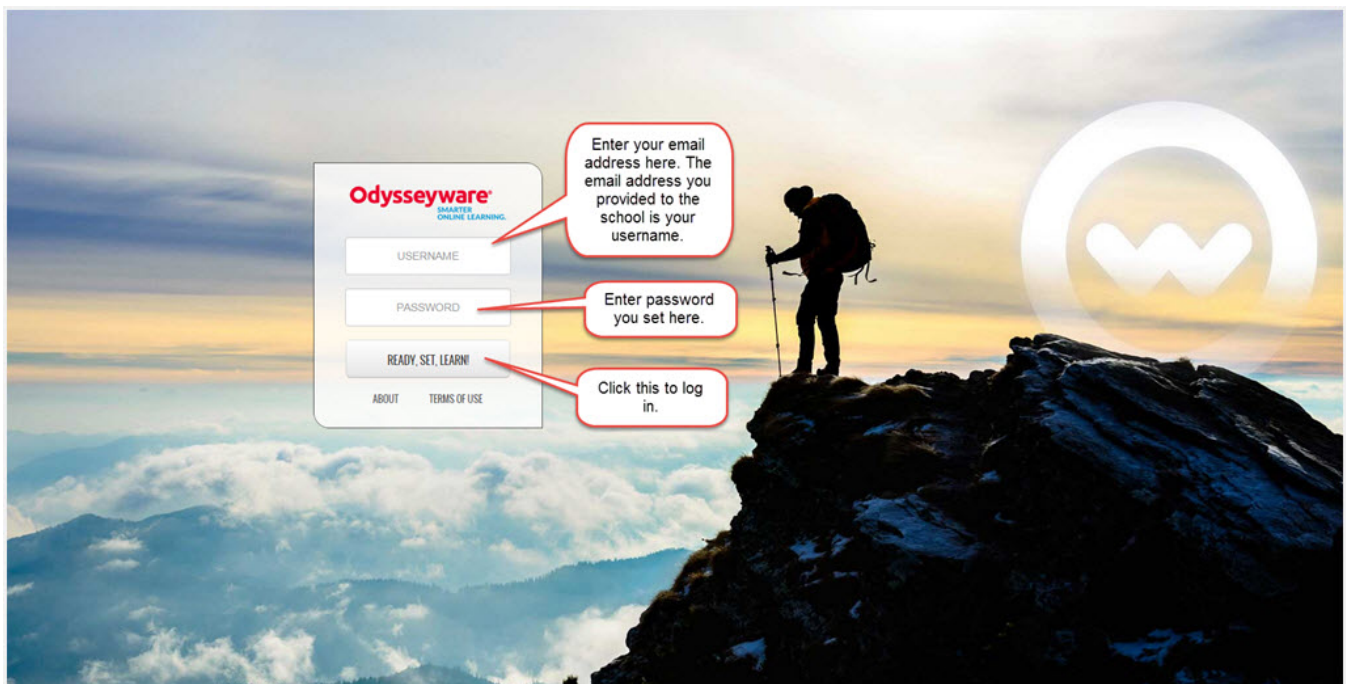 Odysseyware®
SMARTER
ONLINE LEARNING.
USERNAME
PASSWORD
READY, SET, LEARN!
ABOUT TERMS OF USE
Enter your email
address here. The
email address you
provided to the
school is your
username.
Enter password
you set here.
Click this to log
in.